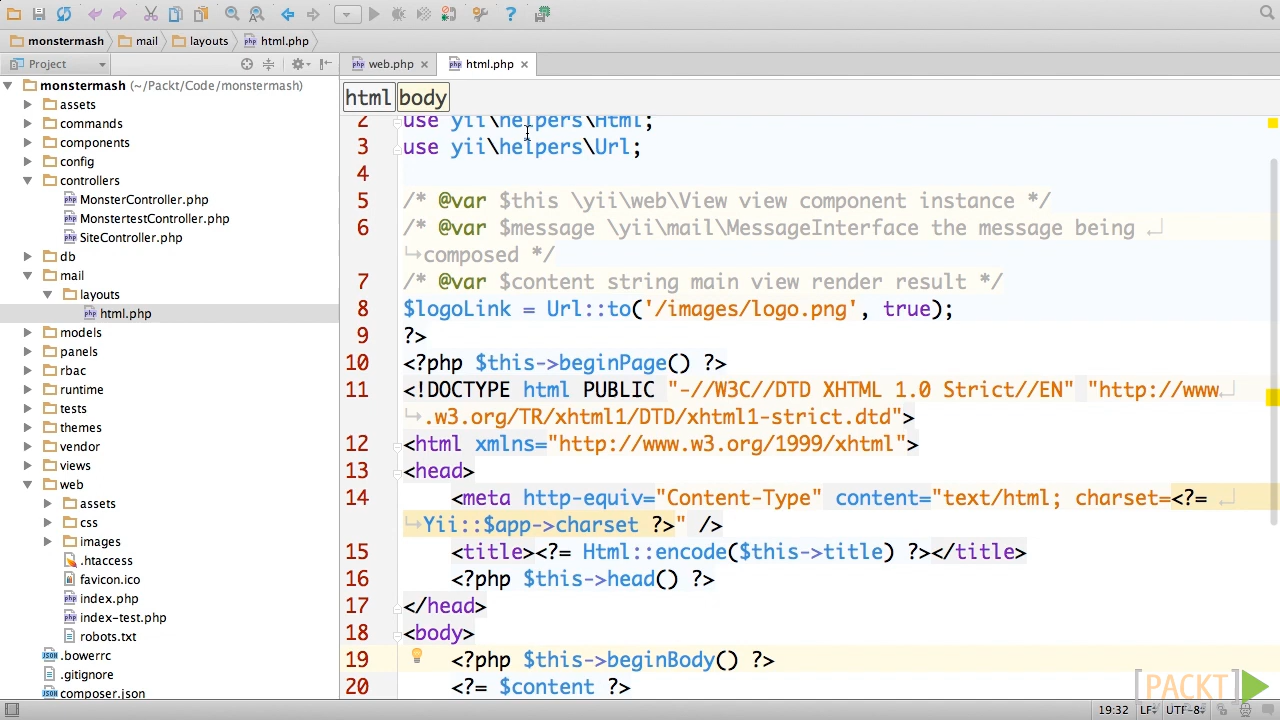 monstermash mail layouts html.php
Project
web.php html.php
html body
monstermash (~/Packt/Code/monstermash)
assets
commands
components
config
controllers
MonsterController.php
MonstertestController.php
SiteController.php
db
mail
layouts
html.php
models
panels
rbac
runtime
tests
themes
vendor
views
web
assets
css
images
.htaccess
favicon.ico
index.php
index-test.php
robots.txt
.bowerrc
.gitignore
composer.json
2 use yii\helpers\Html;
3 use yii\helpers\Url;
4
5 /* @var $this \yii\web\View view component instance */
6 /* @var $message \yii\mail\MessageInterface the message being
composed */
7 /* @var $content string main view render result */
8 $logoLink = Url::to('/images/logo.png', true);
9 ?>
10 <?php $this->beginPage() ?>
11 <!DOCTYPE html PUBLIC "-//W3C//DTD XHTML 1.0 Strict//EN" "http://www
.w3.org/TR/xhtml1/DTD/xhtml1-strict.dtd">
12 <html xmlns="http://www.w3.org/1999/xhtml">
13 <head>
14 <meta http-equiv="Content-Type" content="text/html; charset=<?=
Yii::$app->charset ?>" />
15 <title><?= Html::encode($this->title) ?></title>
16 <?php $this->head() ?>
17 </head>
18 <body>
19 <?php $this->beginBody() ?>
20 <?= $content ?>
[PACKT]
19:32 LF UTF-8